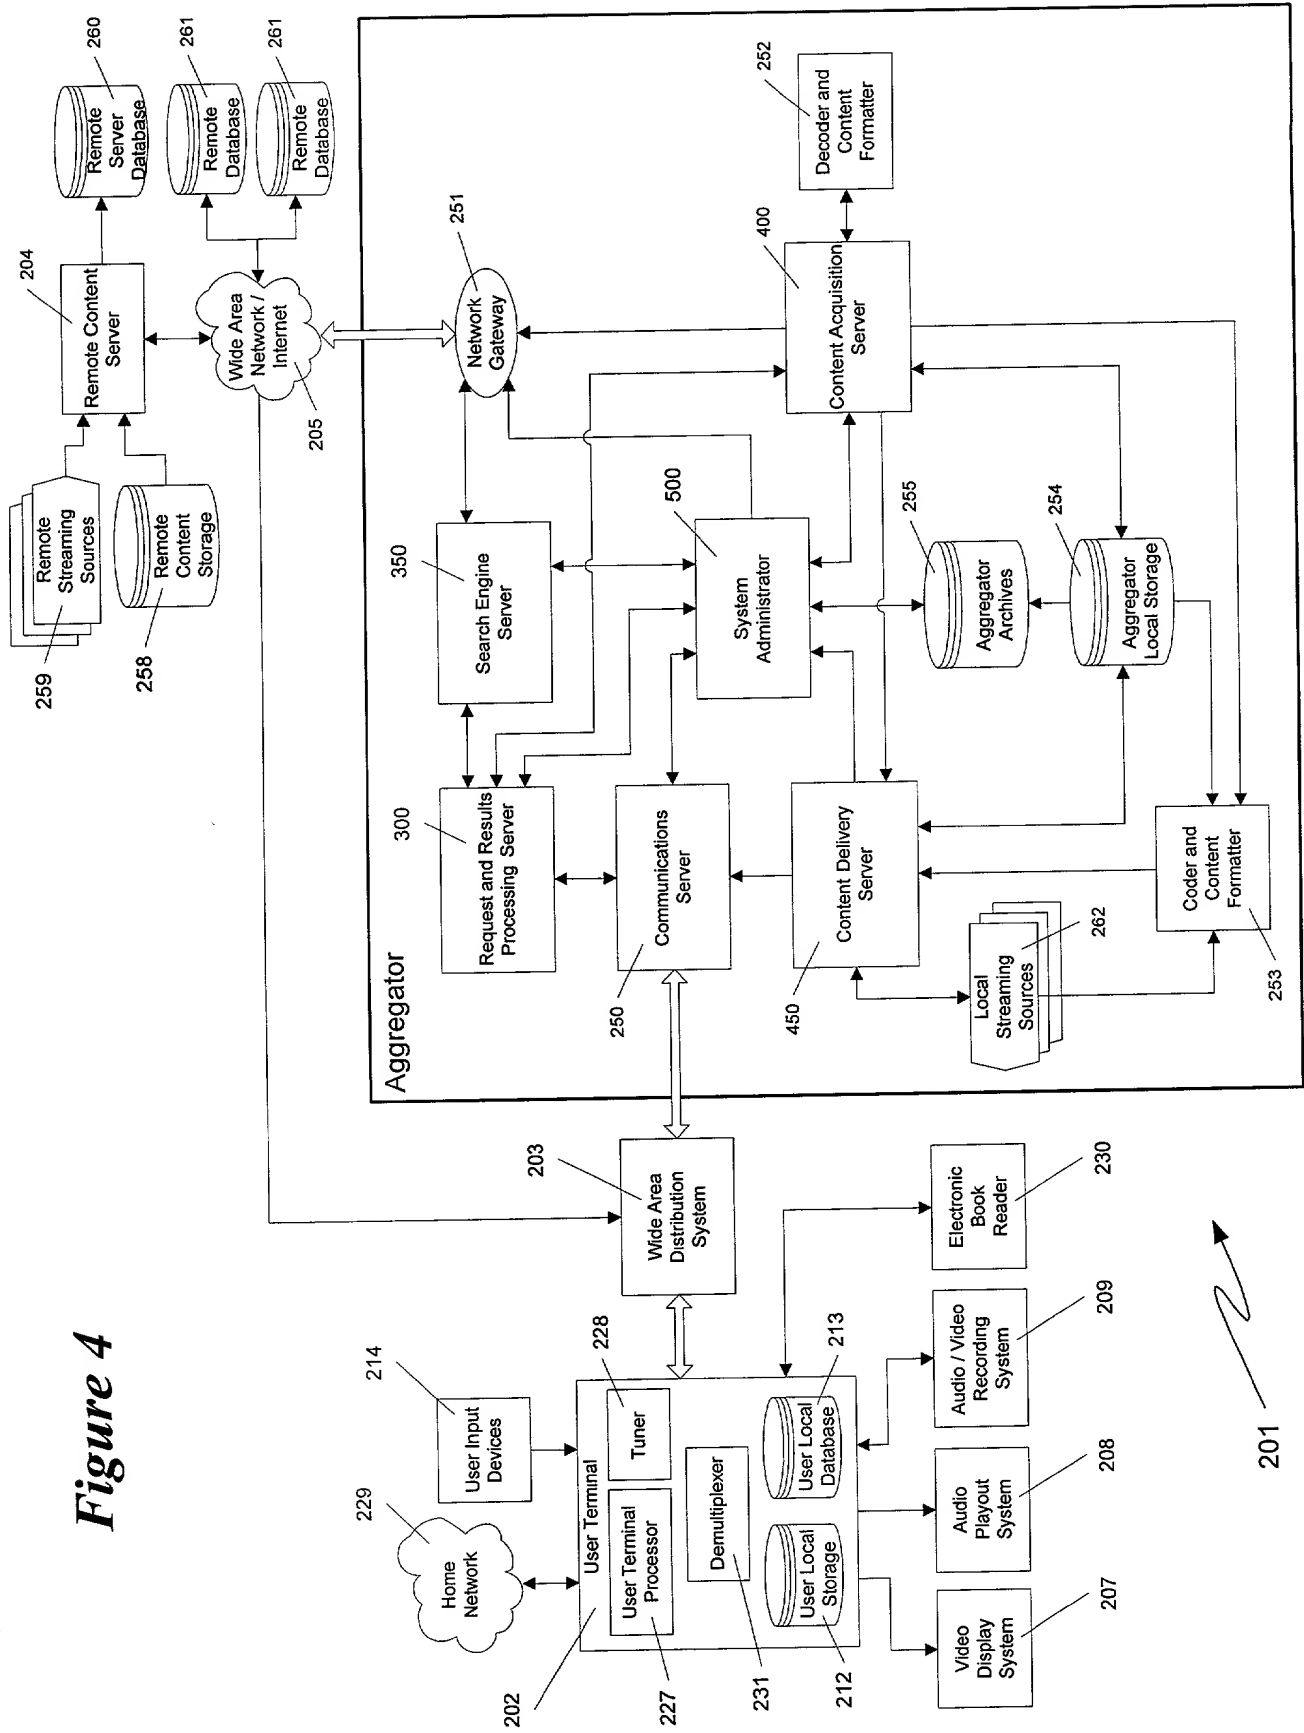 Figure 4
229
Home
Network
214
User Input
Devices
202
User Terminal
227
User Terminal
Processor
228
Tuner
231
Demultiplexer
212
User Local
Storage
213
User Local
Database
207
Video
Display
System
208
Audio
Playout
System
209
Audio / Video
Recording
System
230
Electronic
Book
Reader
201
203
Wide Area
Distribution
System
259
Remote
Streaming
Sources
258
Remote
Content
Storage
204
Remote Content
Server
260
Remote
Server
Database
261
Remote
Database
261
Remote
Database
205
Wide Area
Network /
Internet
Aggregator
300
Request and Results
Processing Server
350
Search Engine
Server
251
Network
Gateway
250
Communications
Server
500
System
Administrator
450
Content Delivery
Server
400
Content Acquisition
Server
252
Decoder and
Content
Formatter
255
Aggregator
Archives
254
Aggregator
Local Storage
262
Local
Streaming
Sources
253
Coder and
Content
Formatter